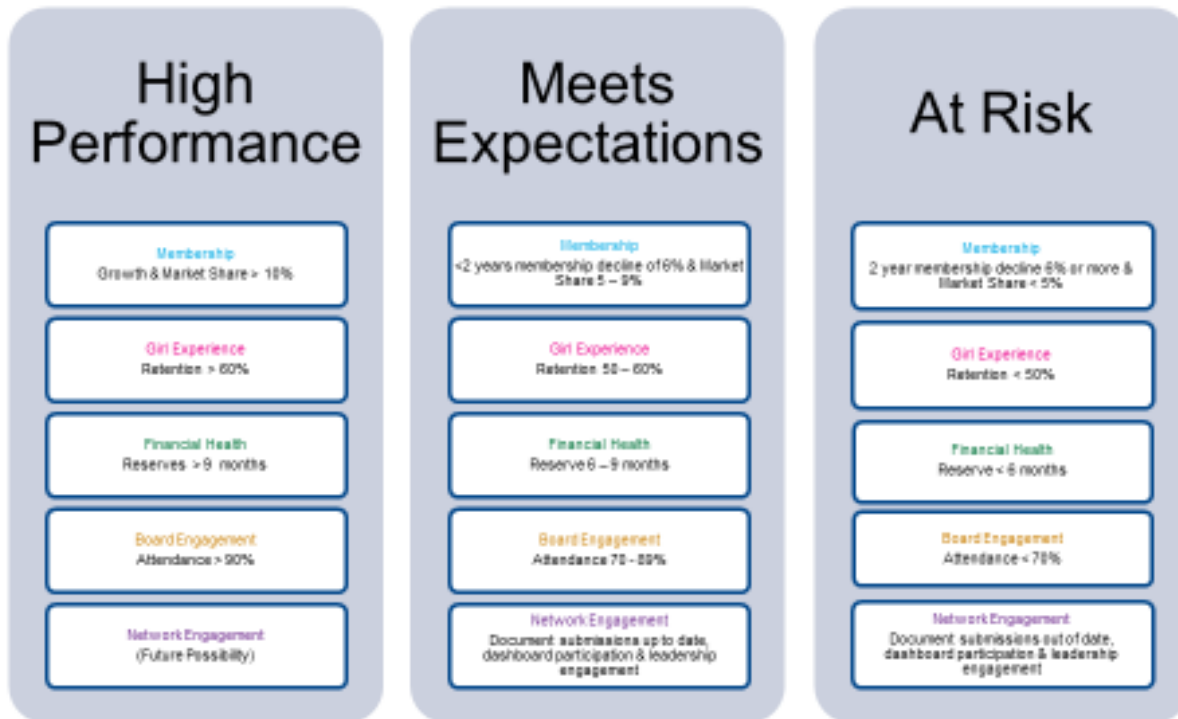 High
Performance
Membership
Growth & Market Share > 10%
Girl Experience
Retention > 60%
Financial Health
Reserves > 9 months
Board Engagement
Attendance > 90%
Network Engagement
(Future Possibility)
Meets
Expectations
Membership
<2 years membership decline of 6% & Market
Share 5 – 9%
Girl Experience
Retention 50 – 60%
Financial Health
Reserve 6 – 9 months
Board Engagement
Attendance 70 - 89%
Network Engagement
Document submissions up to date,
dashboard participation & leadership
engagement
At Risk
Membership
2 year membership decline 6% or more &
Market Share < 5%
Girl Experience
Retention < 50%
Financial Health
Reserve < 6 months
Board Engagement
Attendance < 70%
Network Engagement
Document submissions out of date,
dashboard participation & leadership
engagement